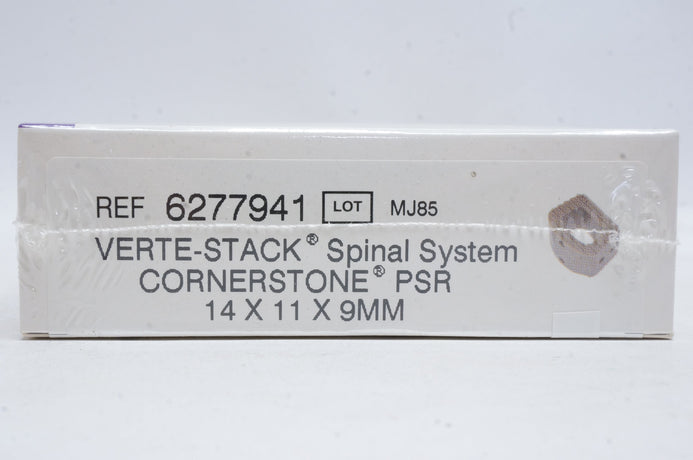 REF 6277941 LOT MJ85
VERTE-STACK® Spinal System
CORNERSTONE® PSR
14 X 11 X 9MM